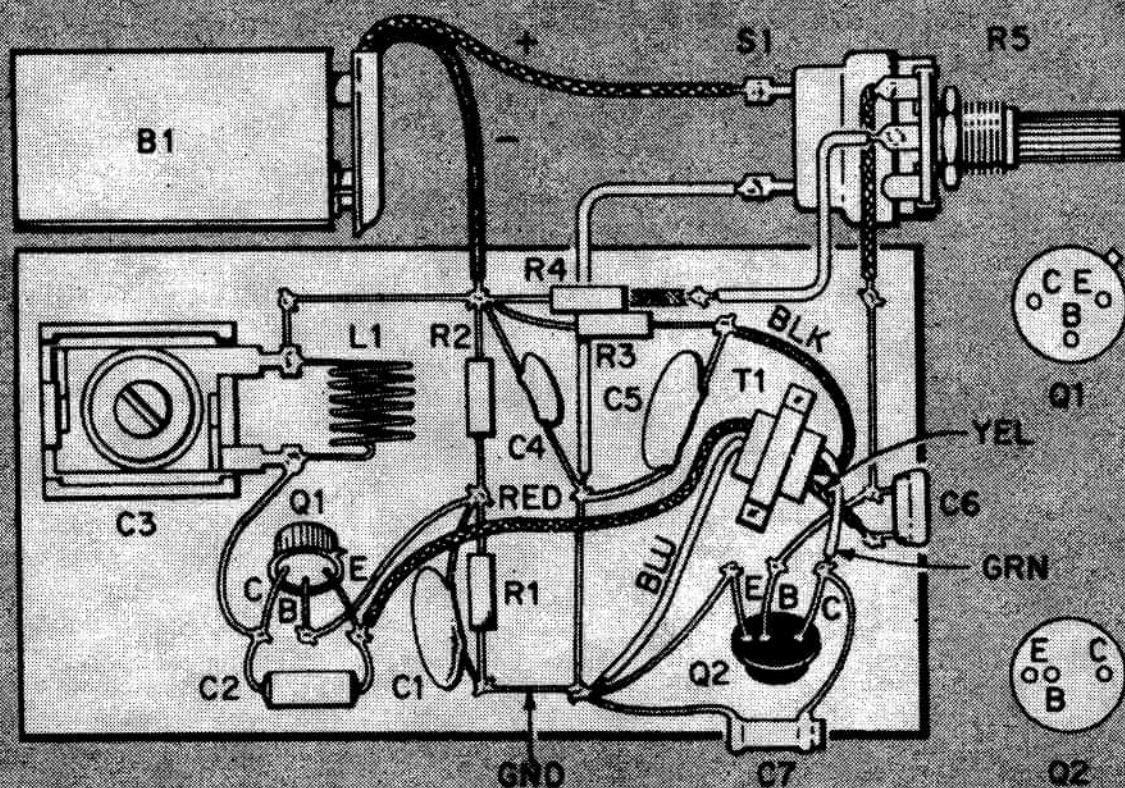 +
S1
R5
B1
-
R4
BLK
C E
B
Q1
L1
R2
R3
C5
T1
C4
YEL
C3
Q1
RED
C6
C
E
B
BLU
E
B
C
GRN
R1
C2
C1
Q2
E
C
B
GND
C7
Q2